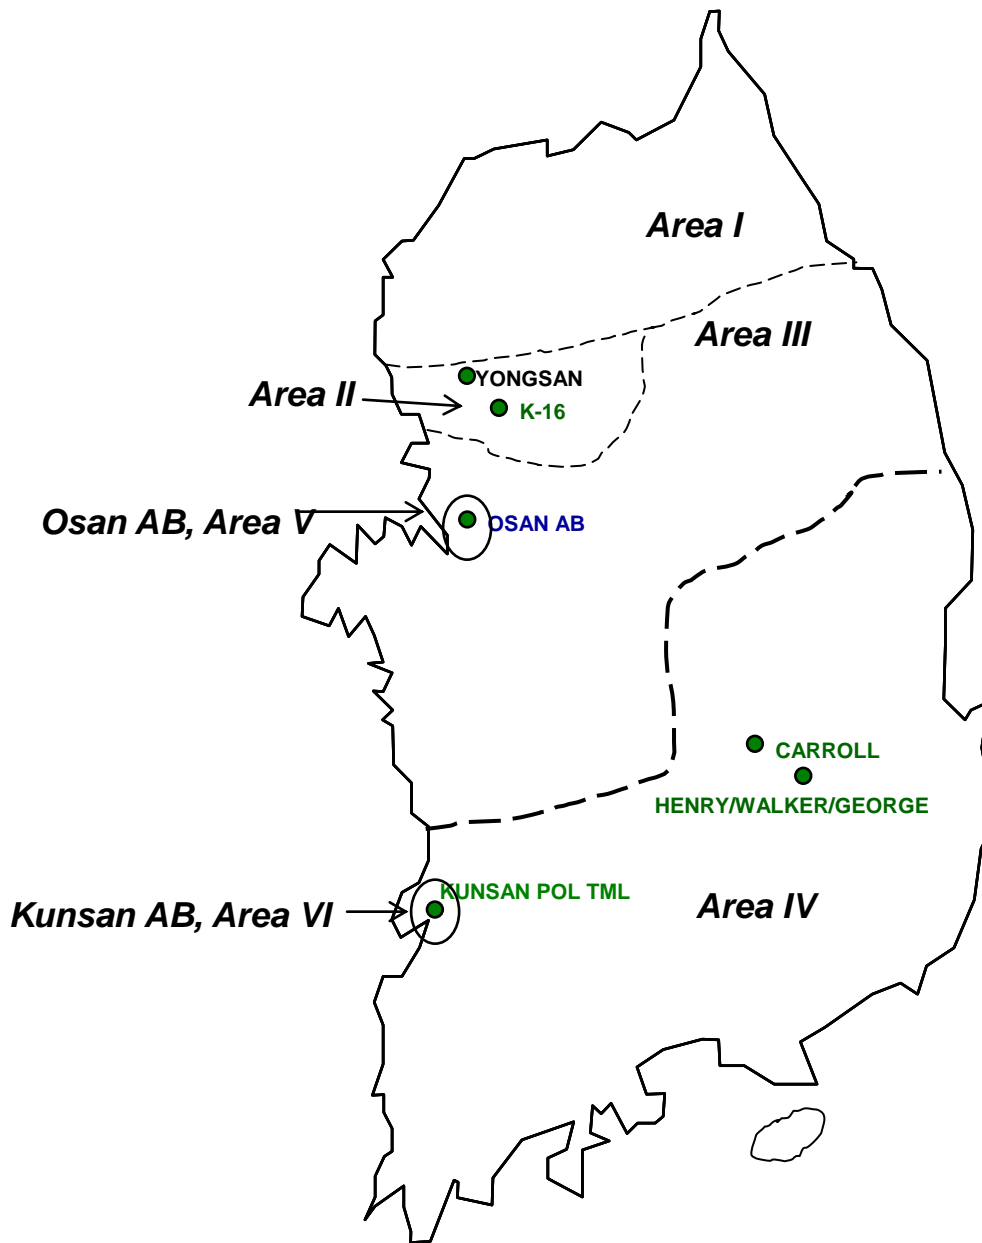 Area I
Area III
YONGSAN
Area II
K-16
Osan AB, Area V
OSAN AB
CARROLL
HENRY/WALKER/GEORGE
KUNSAN POL TML
Kunsan AB, Area VI
Area IV